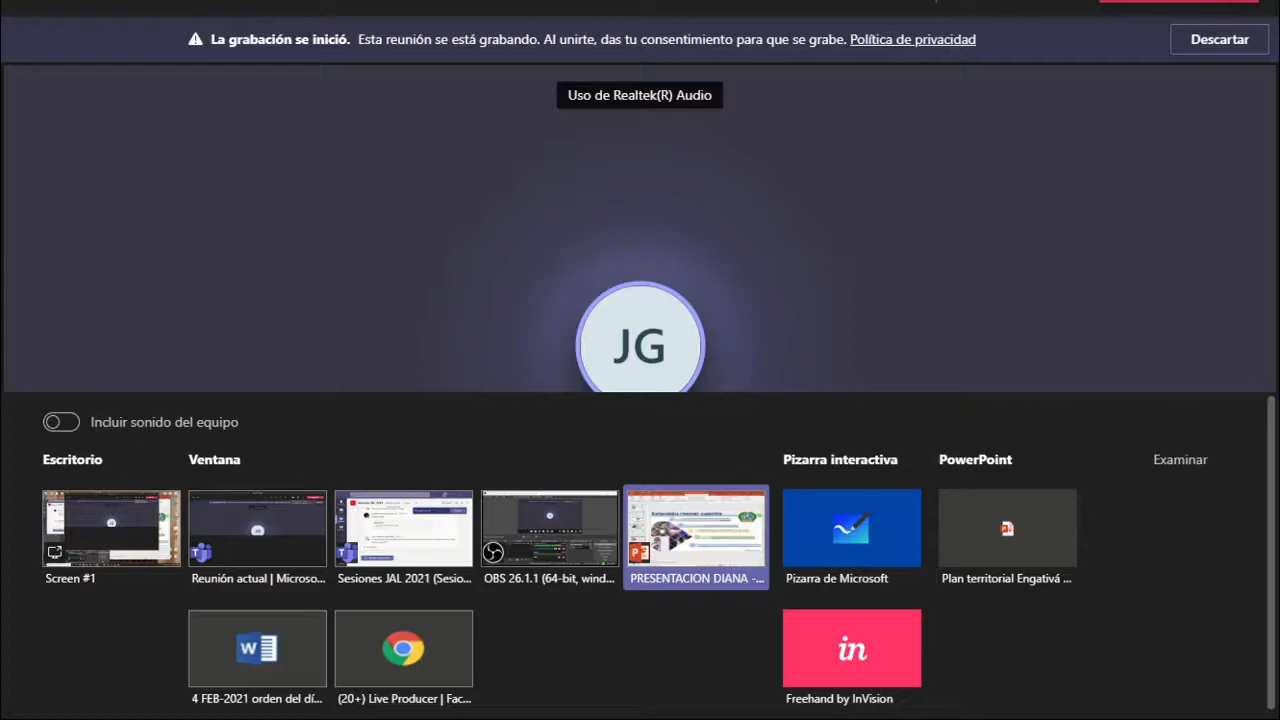 La grabación se inició. Esta reunión se está grabando. Al unirte, das tu consentimiento para que se grabe. Política de privacidad
Descartar
Uso de Realtek(R) Audio
JG
Incluir sonido del equipo
Escritorio
Ventana
Pizarra interactiva
PowerPoint
Examinar
Screen #1
Reunión actual | Microso...
Sesiones JAL 2021 (Sesio...
OBS 26.1.1 (64-bit, wind...
PRESENTACION DIANA -...
Pizarra de Microsoft
Plan territorial Engativá ...
W
in
4 FEB-2021 orden del dí...
(20+) Live Producer | Fac...
Freehand by InVision